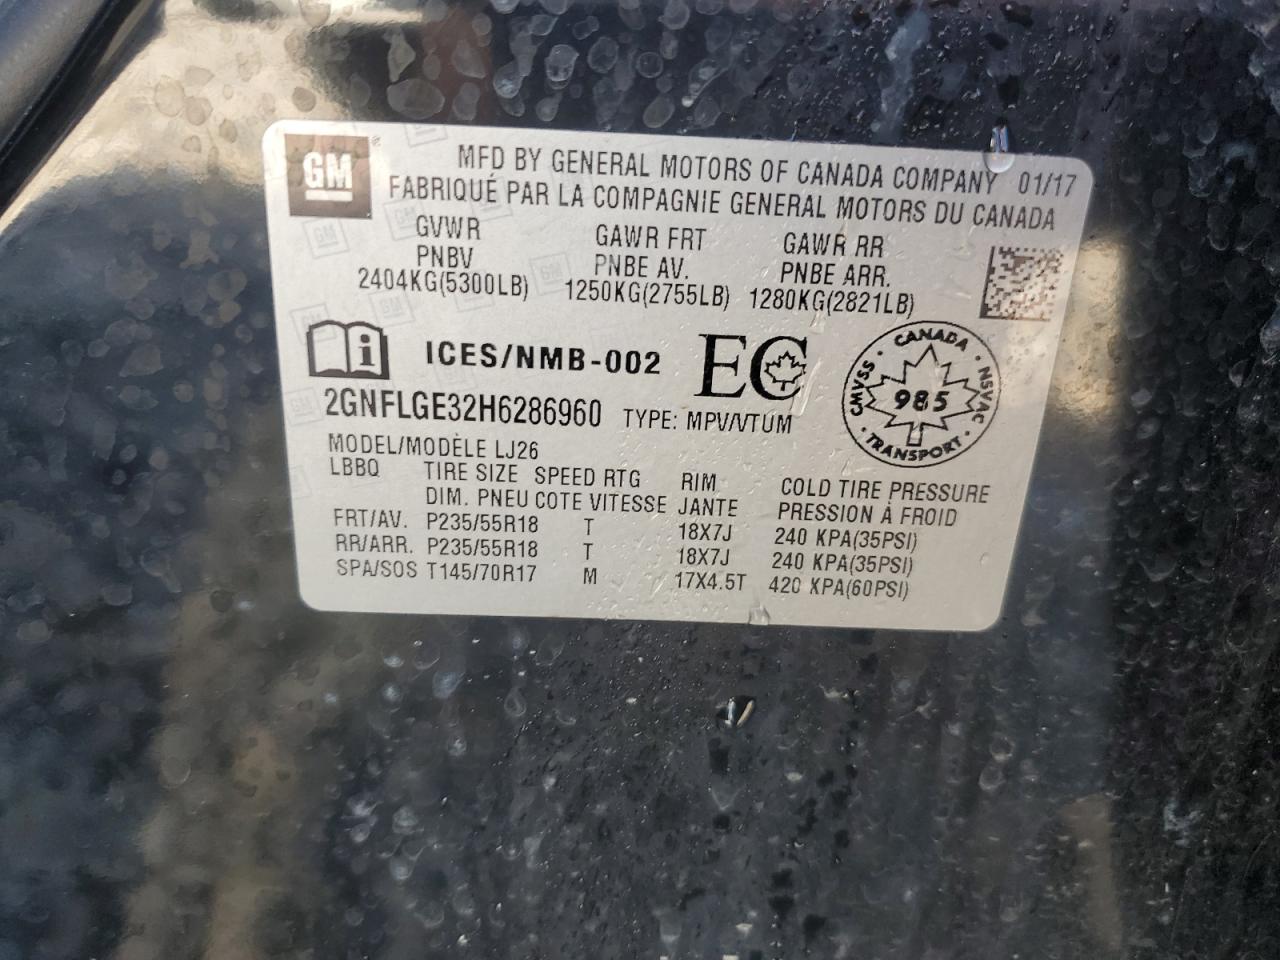 GM
MFD BY GENERAL MOTORS OF CANADA COMPANY 01/17
FABRIQUÉ PAR LA COMPAGNIE GENERAL MOTORS DU CANADA
GVWR GAWR FRT GAWR RR
PNBV PNBE AV. PNBE ARR.
2404KG(5300LB) 1250KG(2755LB) 1280KG(2821LB)
i ICES/NMB-002 EC
CANADA
CMVSS · NSVAC
985
· TRANSPORT ·
2GNFLGE32H6286960 TYPE: MPV/VTUM
MODEL/MODÈLE LJ26
LBBQ TIRE SIZE SPEED RTG RIM COLD TIRE PRESSURE
DIM. PNEU COTE VITESSE JANTE PRESSION À FROID
FRT/AV. P235/55R18 T 18X7J 240 KPA(35PSI)
RR/ARR. P235/55R18 T 18X7J 240 KPA(35PSI)
SPA/SOS T145/70R17 M 17X4.5T 420 KPA(60PSI)